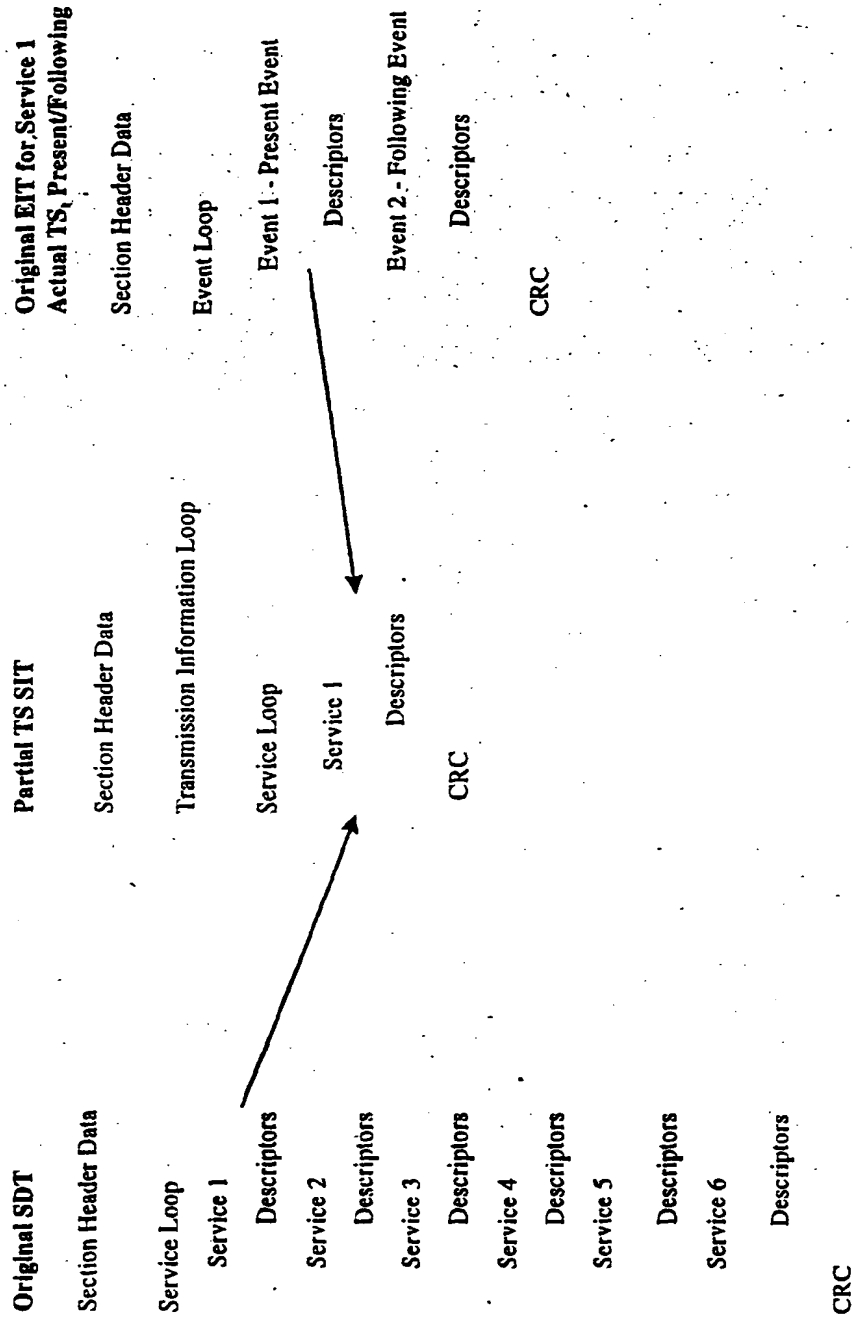 Original SDT
Section Header Data
Service Loop
Service 1
Descriptors
Service 2
Descriptors
Service 3
Descriptors
Service 4
Descriptors
Service 5
Descriptors
Service 6
Descriptors
CRC
Partial TS SIT
Section Header Data
Transmission Information Loop
Service Loop
Service 1
Descriptors
CRC
Original EIT for Service 1
Actual TS, Present/Following
Section Header Data
Event Loop
Event 1 - Present Event
Descriptors
Event 2 - Following Event
Descriptors
CRC